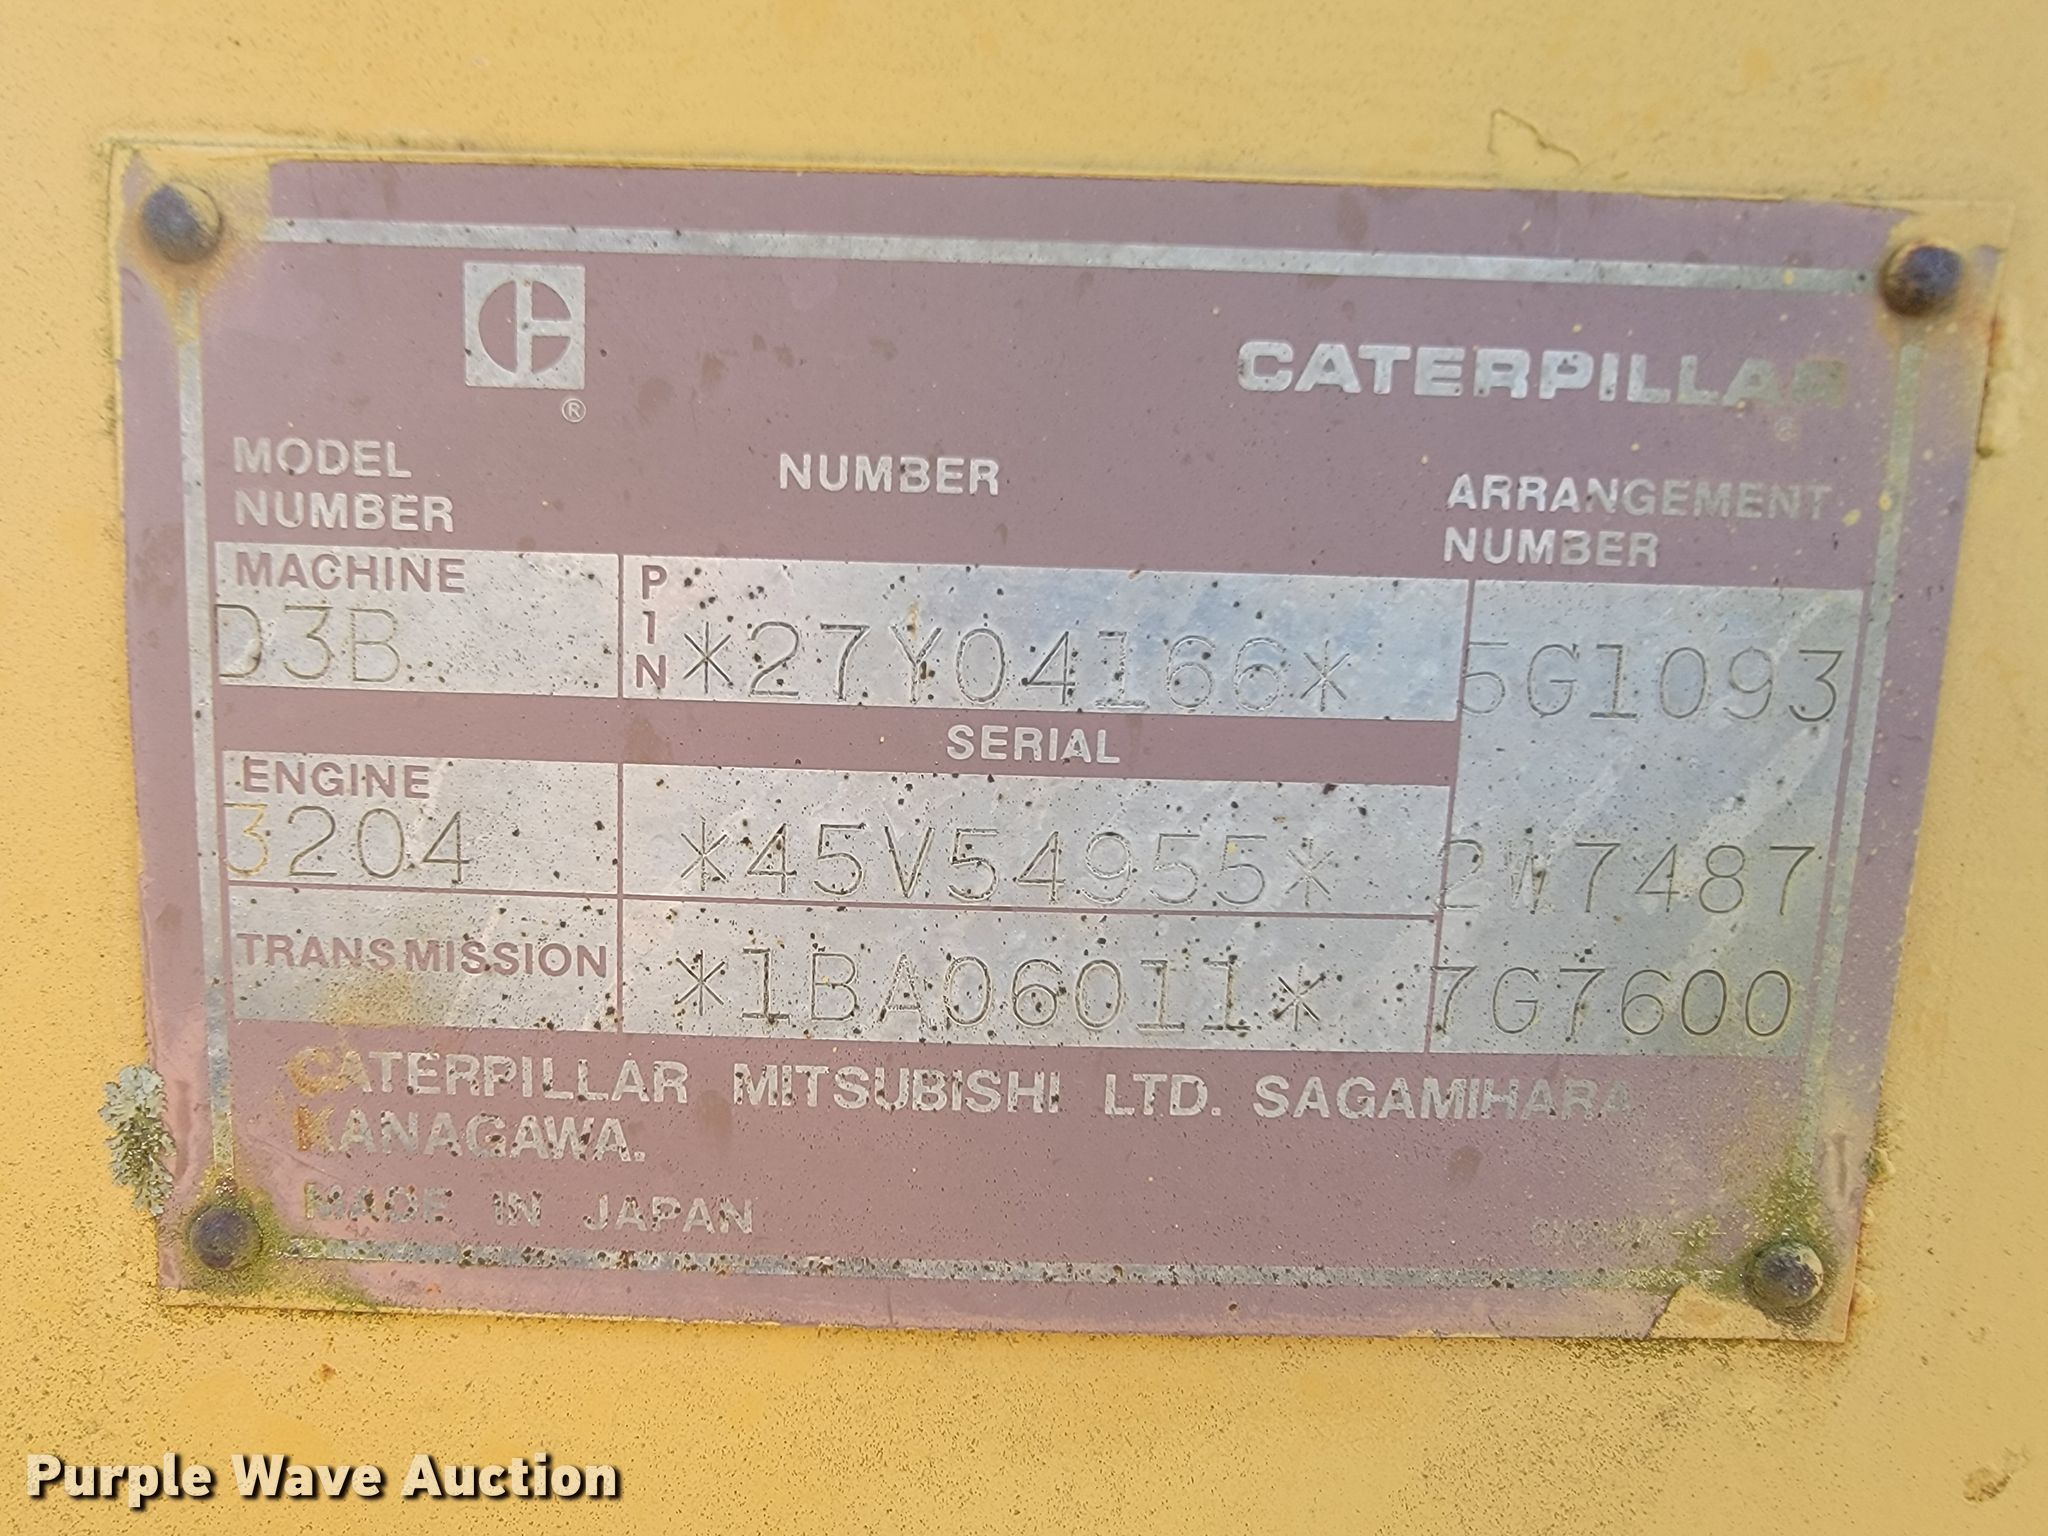 CATERPILLAR
®
MODEL NUMBER
NUMBER
ARRANGEMENT NUMBER
MACHINE
D3B
PIN
*27Y04166*
5G1093
SERIAL
ENGINE
3204
*45V54955*
2W7487
TRANSMISSION
*1BA06011*
7G7600
CATERPILLAR MITSUBISHI LTD. SAGAMIHARA
KANAGAWA.
MADE IN JAPAN
Purple Wave Auction